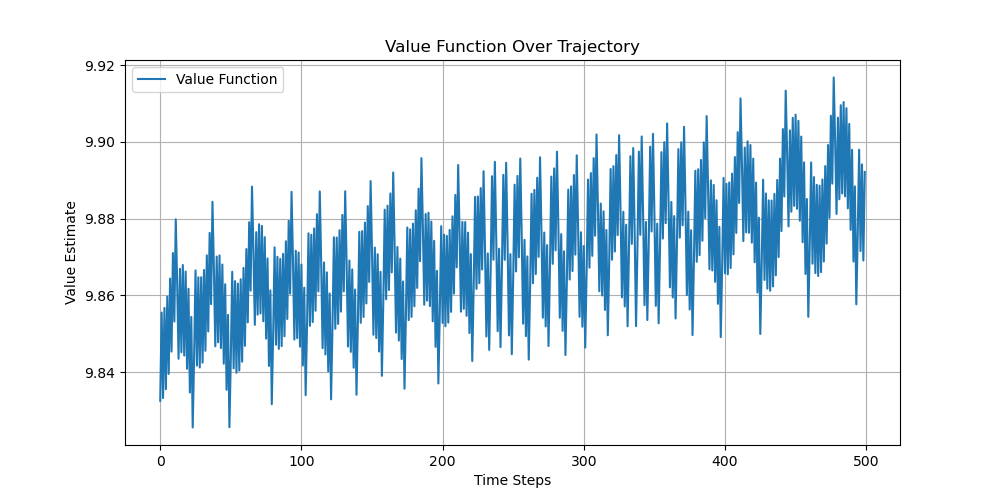 Value Function Over Trajectory
Value Function
Value Estimate
9.92
9.90
9.88
9.86
9.84
0 100 200 300 400 500
Time Steps